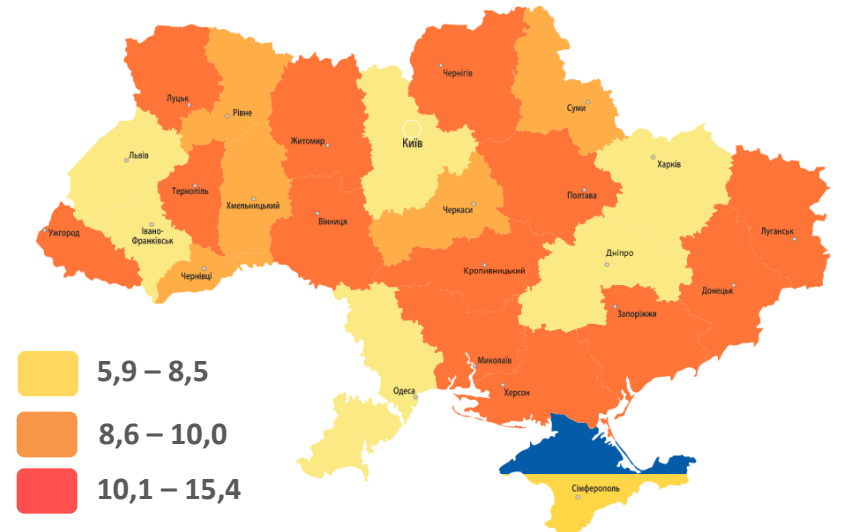 Чернігів
Луцьк
Рівне
Суми
Житомир
Київ
Львів
Харків
Тернопіль
Хмельницький
Черкаси
Полтава
Вінниця
Ужгород
Івано-
Франківськ
Луганськ
Дніпро
Чернівці
Кропивницький
Донецьк
Запоріжжя
Миколаїв
Херсон
Одеса
Сімферополь
5,9 – 8,5
8,6 – 10,0
10,1 – 15,4